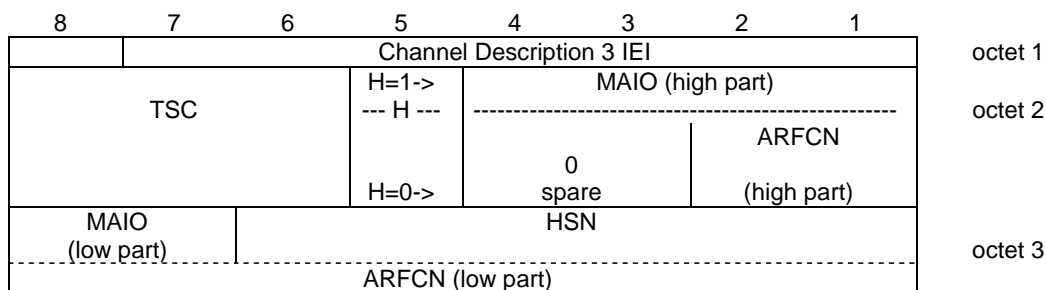 8 7 6 5 4 3 2 1
Channel Description 3 IEI octet 1
H=1-> MAIO (high part)
TSC --- H --- ---------------------------------------------------- octet 2
ARFCN
0
H=0-> spare (high part)
MAIO HSN
(low part) octet 3
ARFCN (low part)